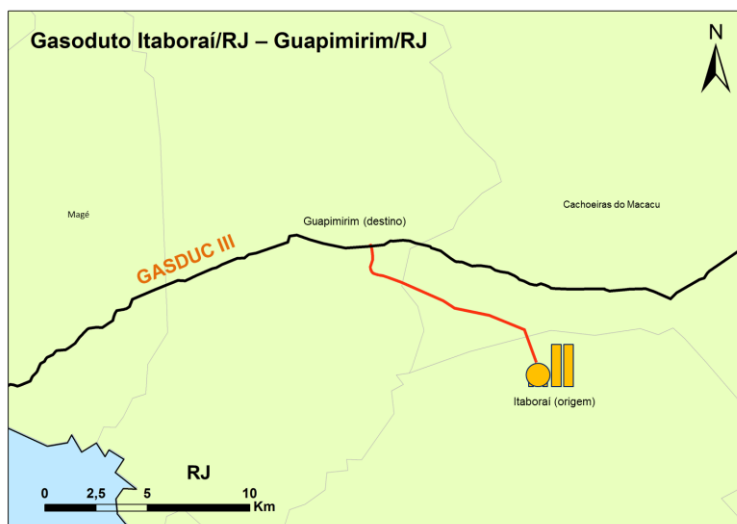 Gasoduto Itaboraí/RJ – Guapimirim/RJ
N
Cachoeiras do Macacu
Magé
Guapimirim (destino)
GASDUC III
Itaboraí (origem)
RJ
0 2,5 5 10
Km